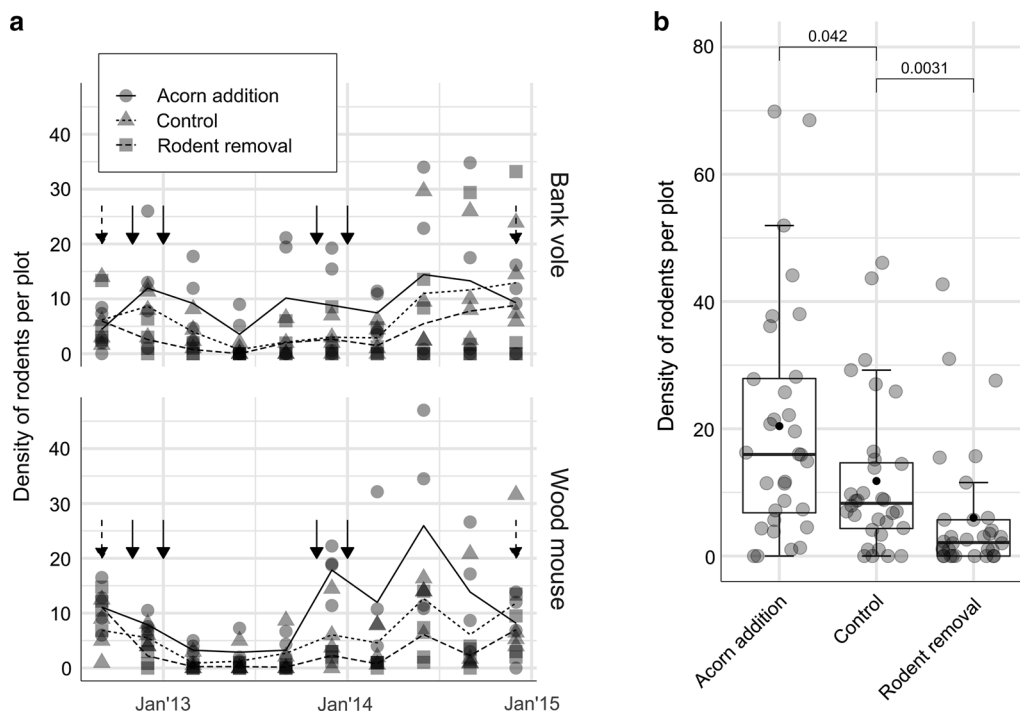 a
Acorn addition
Control
Rodent removal
Density of rodents per plot
40
30
20
10
0
Bank vole
40
30
20
10
0
Wood mouse
Jan'13
Jan'14
Jan'15
b
Density of rodents per plot
80
60
40
20
0
0.042
0.0031
Acorn addition
Control
Rodent removal